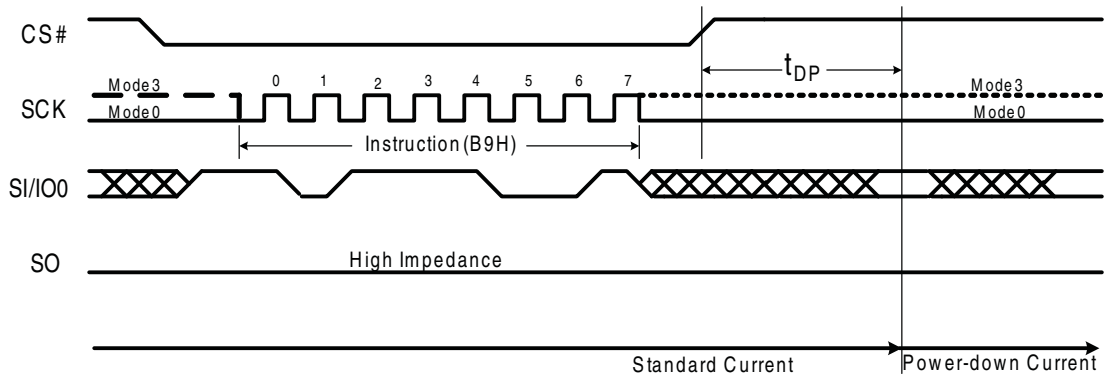 CS#
tDP
0 1 2 3 4 5 6 7
Mode3 Mode3
SCK
Mode0 Mode0
Instruction(B9H)
SI/IO0
High Impedance
SO
Standard Current Power-down Current